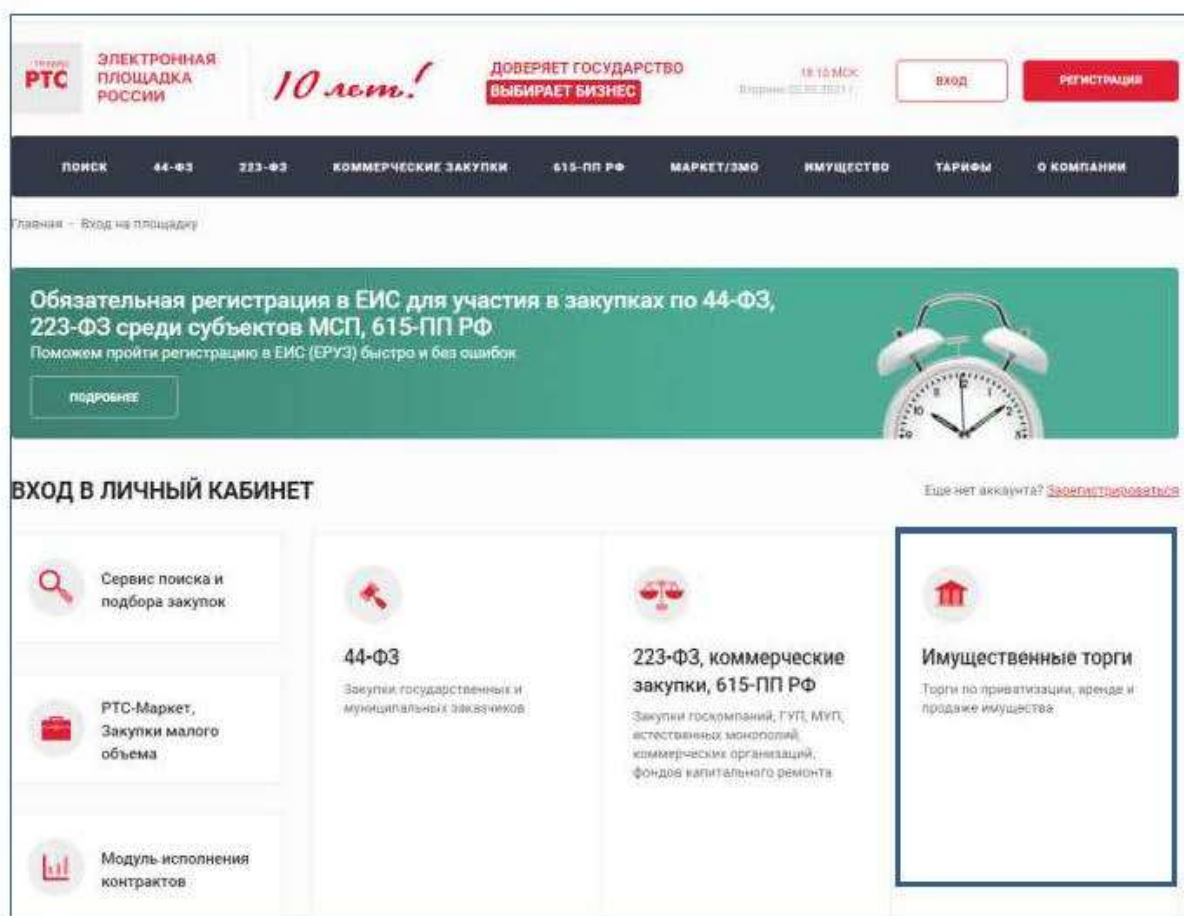 РТС
ЭЛЕКТРОННАЯ
ПЛОЩАДКА
РОССИИ
10 лет!
ДОВЕРЯЕТ ГОСУДАРСТВО
ВЫБИРАЕТ БИЗНЕС
МСК
ВХОД
РЕГИСТРАЦИЯ
ПОИСК 44-ФЗ 223-ФЗ КОММЕРЧЕСКИЕ ЗАКУПКИ 615-ПП РФ МАРКЕТ/ЗМО ИМУЩЕСТВО ТАРИФЫ О КОМПАНИИ
Главная - Вход на площадку
Обязательная регистрация в ЕИС для участия в закупках по 44-ФЗ,
223-ФЗ среди субъектов МСП, 615-ПП РФ
Поможем пройти регистрацию в ЕИС (ЕРУЗ) быстро и без ошибок
ПОДРОБНЕЕ
ВХОД В ЛИЧНЫЙ КАБИНЕТ
Еще нет аккаунта? Зарегистрироваться
Сервис поиска и
подбора закупок
РТС-Маркет,
Закупки малого
объема
Модуль исполнения
контрактов
44-ФЗ
Закупки государственных и
муниципальных заказчиков
223-ФЗ, коммерческие
закупки, 615-ПП РФ
Закупки госкомпаний, ГУП, МУП,
естественных монополий,
коммерческих организаций,
фондов капитального ремонта
Имущественные торги
Торги по приватизации, аренде и
продаже имущества